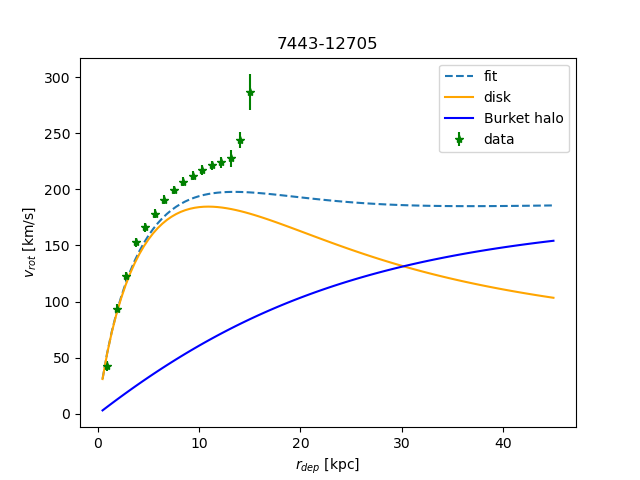 7443-12705
300
250
200
150
100
50
0
v_rot [km/s]
fit
disk
Burket halo
data
0 10 20 30 40
r_dep [kpc]